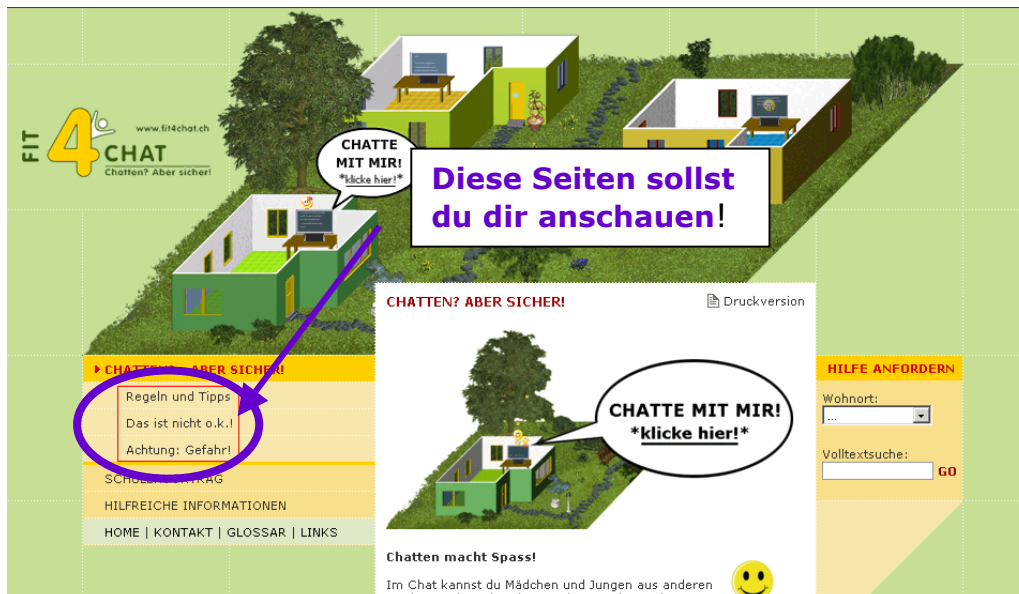 FIT
4
www.fit4chat.ch
CHAT
Chatten? Aber sicher!
CHATTE
MIT MIR!
*klicke hier!*
Diese Seiten sollst
du dir anschauen!
CHATTEN? ABER SICHER!
Druckversion
CHATTE MIT MIR!
*klicke hier!*
ABER SICHER!
Regeln und Tipps
Das ist nicht o.k.!
Achtung: Gefahr!
HILFREICHE INFORMATIONEN
HOME | KONTAKT | GLOSSAR | LINKS
HILFE ANFORDERN
Wohnort:
...
Volltextsuche:
GO
Chatten macht Spass!
Im Chat kannst du Mädchen und Jungen aus anderen